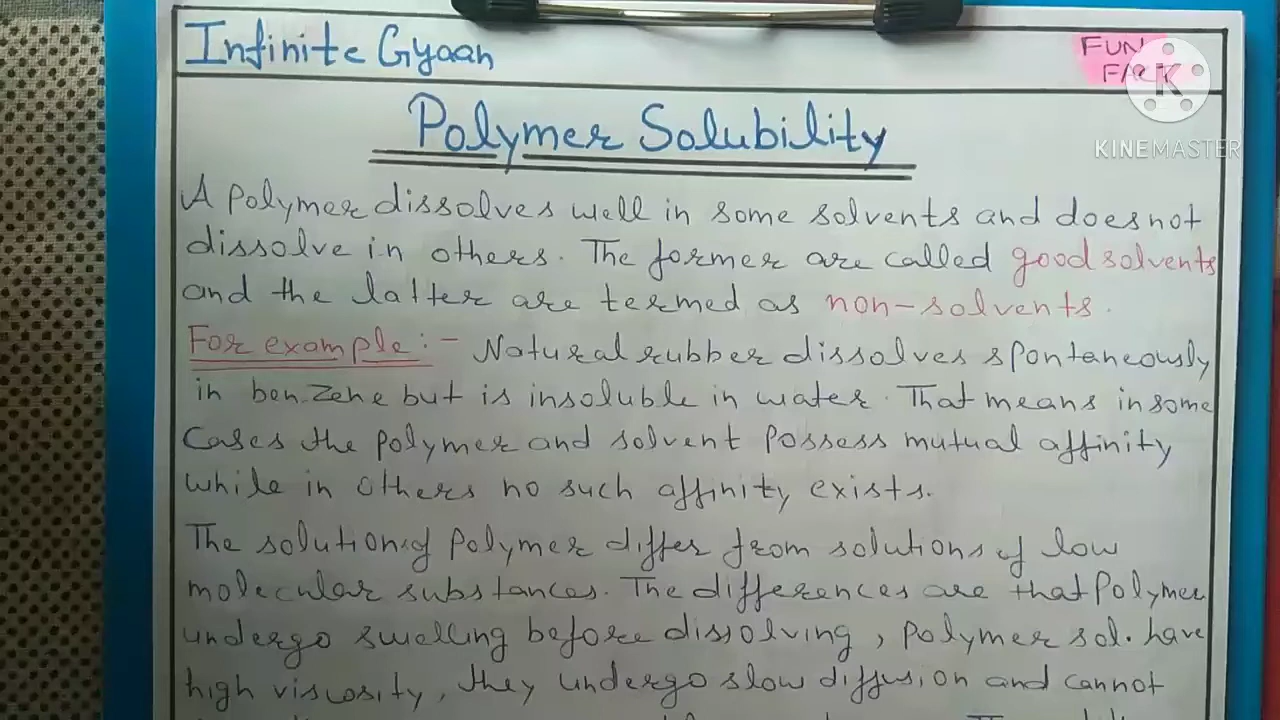 Infinite Gyaan
FUN
KINEMASTER
Polymer Solubility
A polymer dissolves well in some solvents and does not
dissolve in others. The former are called good solvents
and the latter are termed as non-solvents.
For example:- Natural rubber dissolves spontaneously
in benzene but is insoluble in water. That means in some
cases the polymer and solvent possess mutual affinity
while in others no such affinity exists.
The solution of polymer differ from solutions of low
molecular substances. The differences are that polymer
undergo swelling before dissolving, polymer sol. have
high viscosity, they undergo slow diffusion and cannot